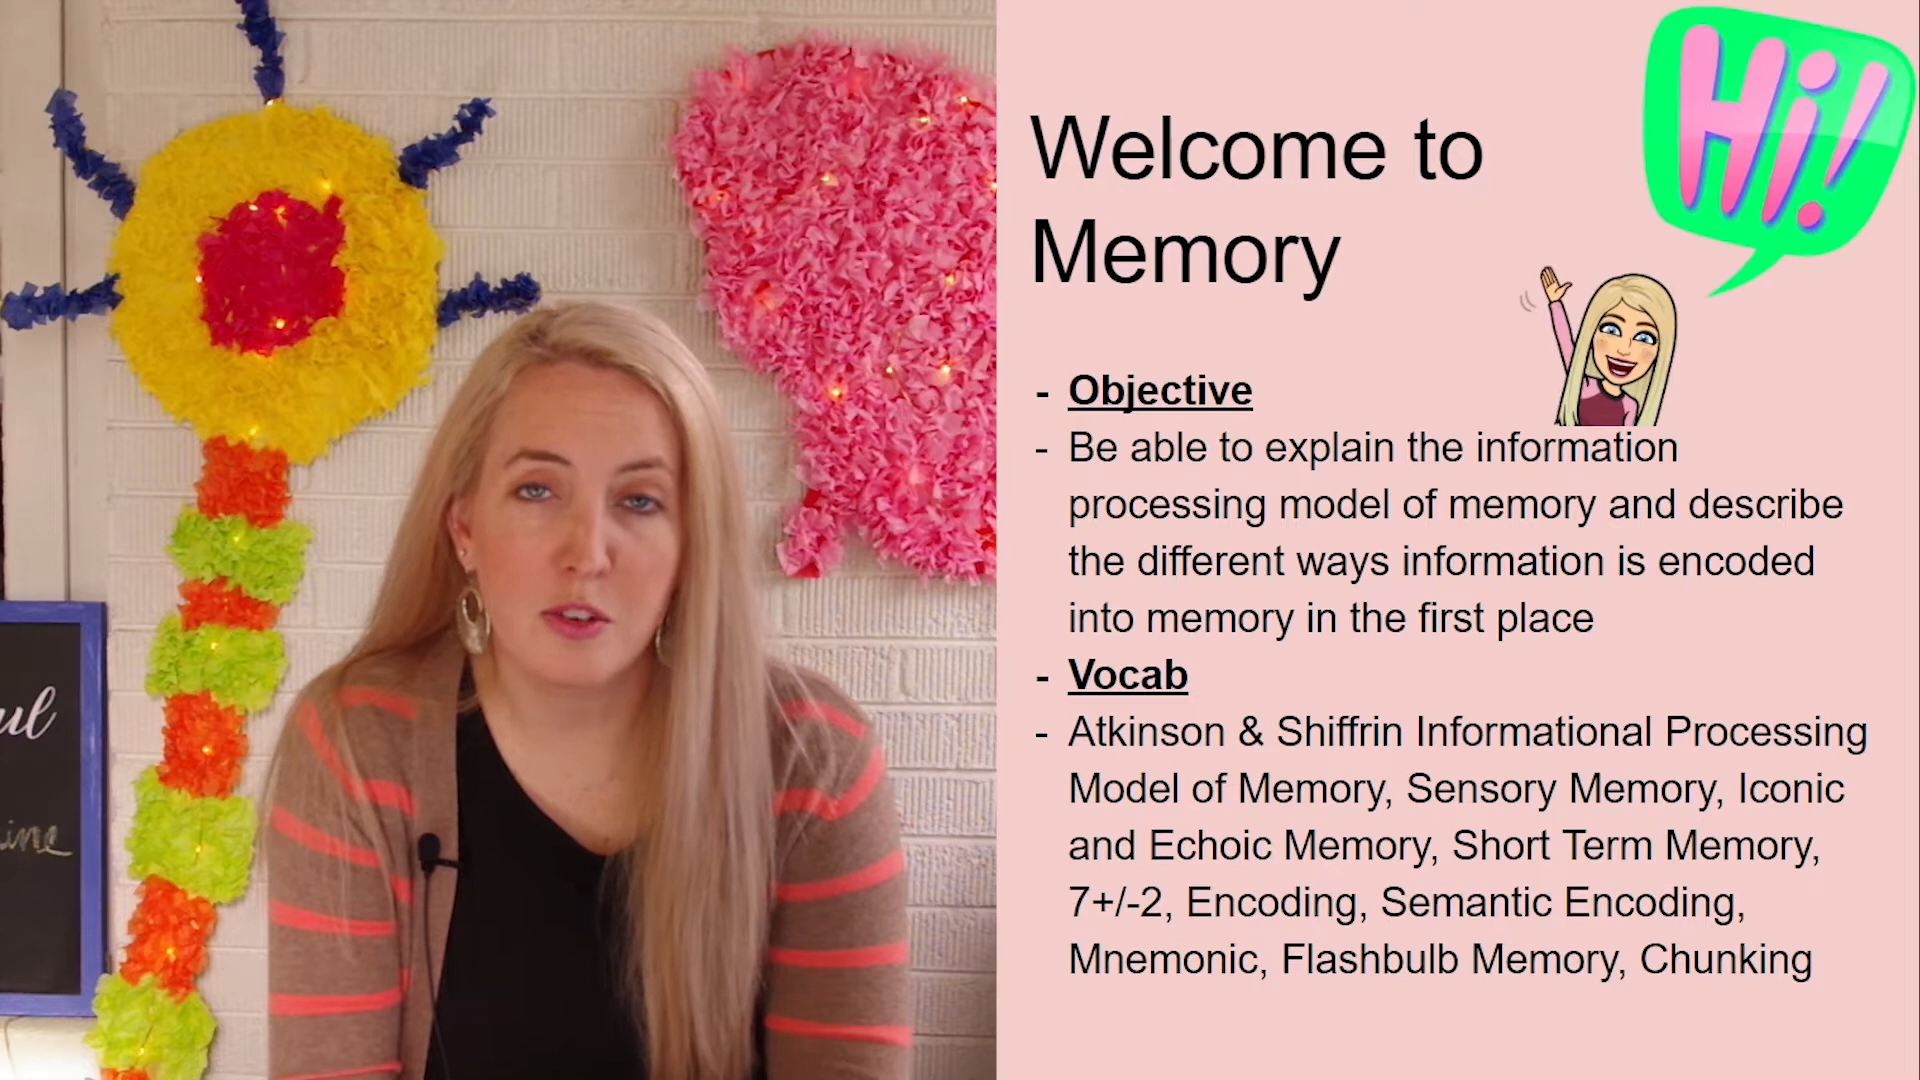 Hi!
Welcome to
Memory
- Objective
- Be able to explain the information
processing model of memory and describe
the different ways information is encoded
into memory in the first place
- Vocab
- Atkinson & Shiffrin Informational Processing
Model of Memory, Sensory Memory, Iconic
and Echoic Memory, Short Term Memory,
7+/-2, Encoding, Semantic Encoding,
Mnemonic, Flashbulb Memory, Chunking
ul
ine